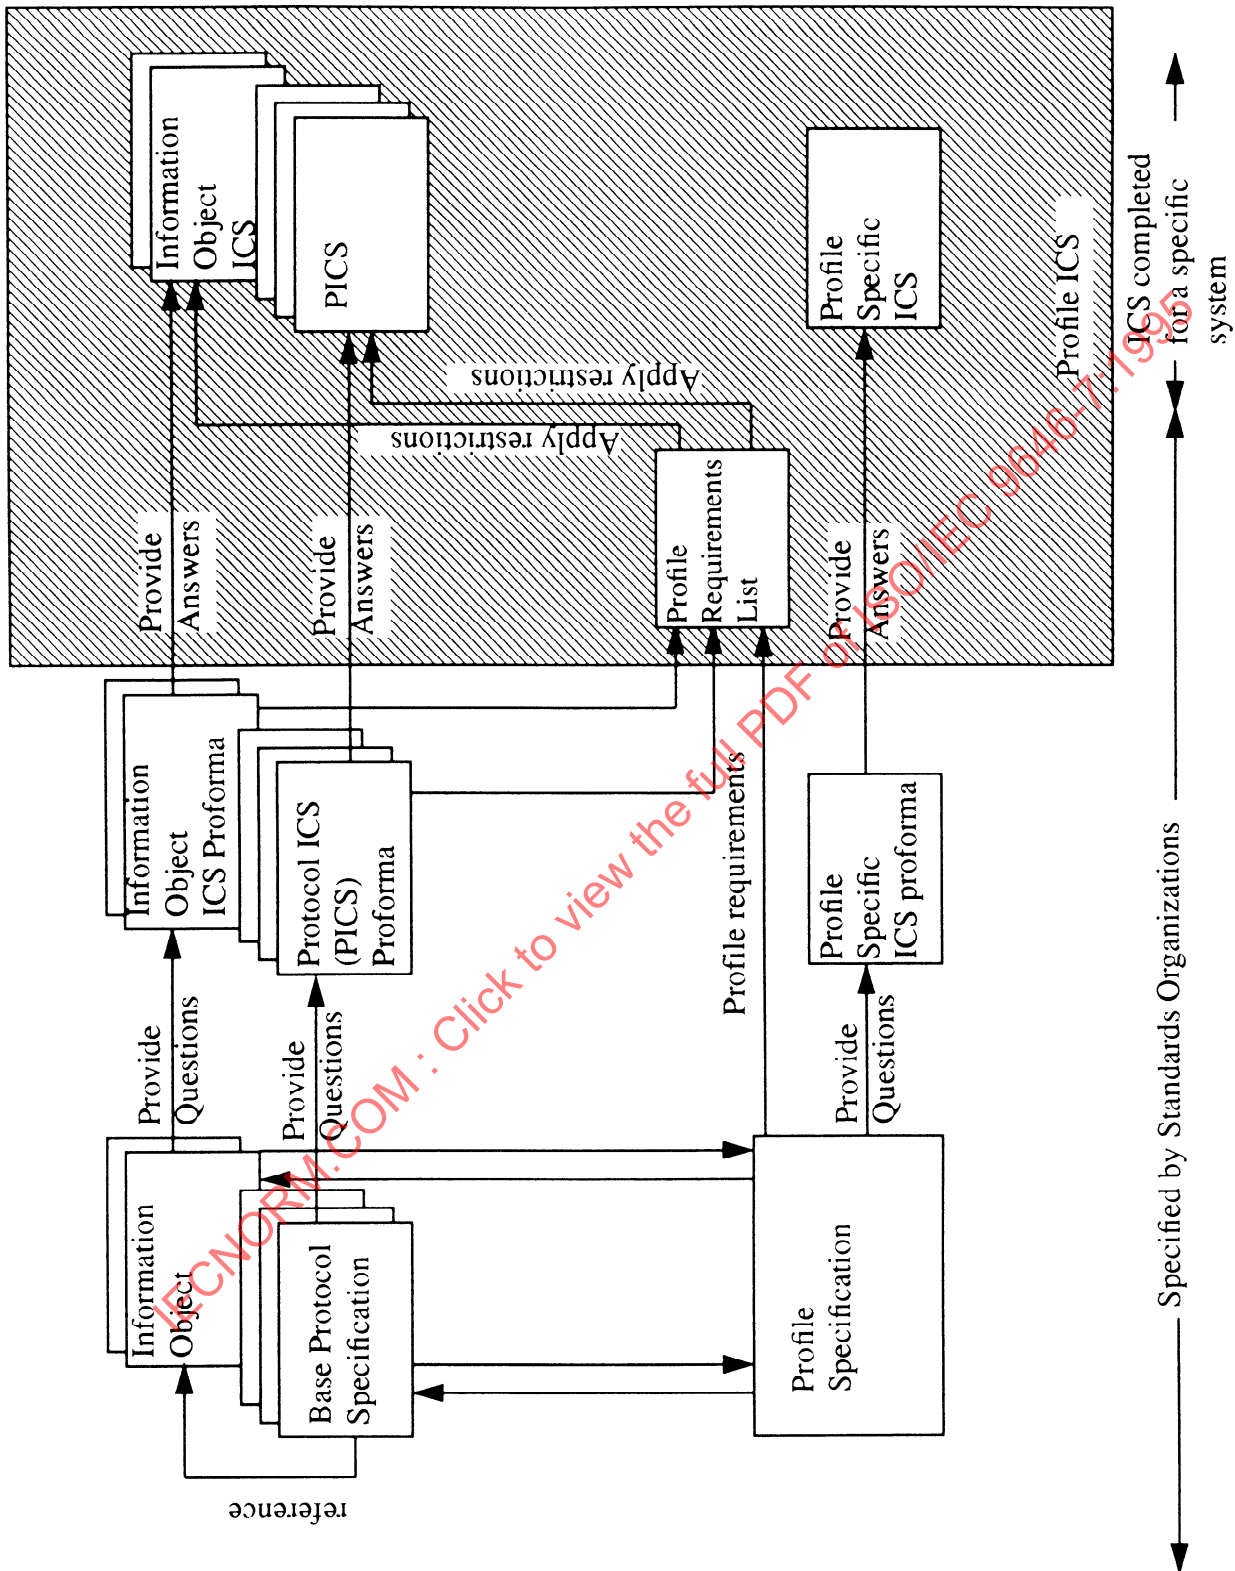 Information
Object
Base Protocol
Specification
reference
Profile
Specification
Provide
Questions
Provide
Questions
Provide
Questions
Information
Object
ICS Proforma
Protocol ICS
(PICS)
Proforma
Profile requirements
Profile
Specific
ICS proforma
Provide
Answers
Provide
Answers
Provide
Answers
Profile
Requirements
List
Apply restrictions
Apply restrictions
Information
Object
ICS
PICS
Profile
Specific
ICS
Profile ICS
Specified by Standards Organizations
ICS completed
for a specific
system
IECNORM.COM : Click to view the full PDF of ISO/IEC 9646-7:1995